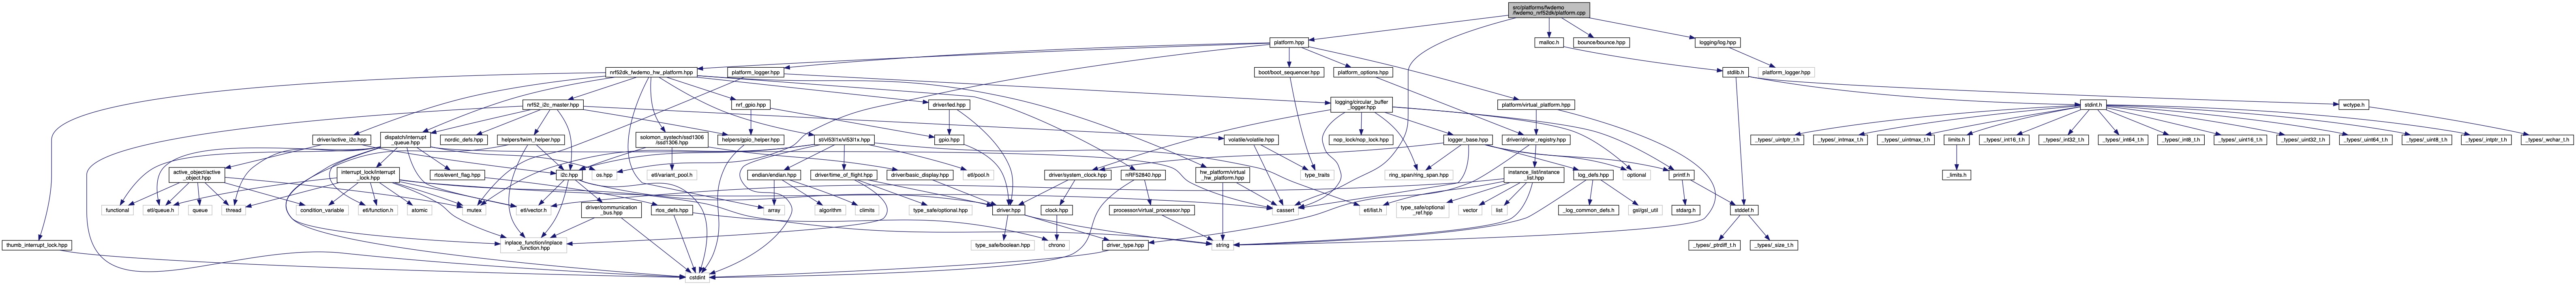 src/platforms/fwdemo
/fwdemo_nrf52dk/platform.cpp
platform.hpp
malloc.h
bounce/bounce.hpp
logging/log.hpp
nrf52dk_fwdemo_hw_platform.hpp
platform_logger.hpp
boot/boot_sequencer.hpp
platform_options.hpp
stdlib.h
platform_logger.hpp
nrf52_i2c_master.hpp
nrf_gpio.hpp
driver/led.hpp
logging/circular_buffer
_logger.hpp
platform/virtual_platform.hpp
stdint.h
wctype.h
driver/active_i2c.hpp
dispatch/interrupt
_queue.hpp
nordic_defs.hpp
helpers/twim_helper.hpp
solomon_systech/ssd1306
/ssd1306.hpp
helpers/gpio_helper.hpp
st/vl53l1x/vl53l1x.hpp
gpio.hpp
volatile/volatile.hpp
nop_lock/nop_lock.hpp
logger_base.hpp
driver/driver_registry.hpp
_types/_uintptr_t.h
_types/_intmax_t.h
_types/_uintmax_t.h
limits.h
_types/_int16_t.h
_types/_int32_t.h
_types/_int64_t.h
_types/_int8_t.h
_types/_uint16_t.h
_types/_uint32_t.h
_types/_uint64_t.h
_types/_uint8_t.h
_types/_intptr_t.h
_types/_wchar_t.h
active_object/active
_object.hpp
interrupt_lock/interrupt
_lock.hpp
rtos/event_flag.hpp
i2c.hpp
os.hpp
etl/variant_pool.h
endian/endian.hpp
driver/time_of_flight.hpp
driver/basic_display.hpp
etl/pool.h
driver/system_clock.hpp
nRF52840.hpp
hw_platform/virtual
_hw_platform.hpp
type_traits
ring_span/ring_span.hpp
instance_list/instance
_list.hpp
log_defs.hpp
optional
printf.h
_limits.h
functional
etl/queue.h
queue
thread
condition_variable
etl/function.h
atomic
mutex
etl/vector.h
driver/communication
_bus.hpp
rtos_defs.hpp
array
algorithm
climits
type_safe/optional.hpp
driver.hpp
clock.hpp
processor/virtual_processor.hpp
cassert
etl/list.h
type_safe/optional
_ref.hpp
vector
list
_log_common_defs.h
gsl/gsl_util
stdarg.h
stddef.h
thumb_interrupt_lock.hpp
inplace_function/inplace
_function.hpp
type_safe/boolean.hpp
chrono
driver_type.hpp
string
_types/_ptrdiff_t.h
_types/_size_t.h
cstdint